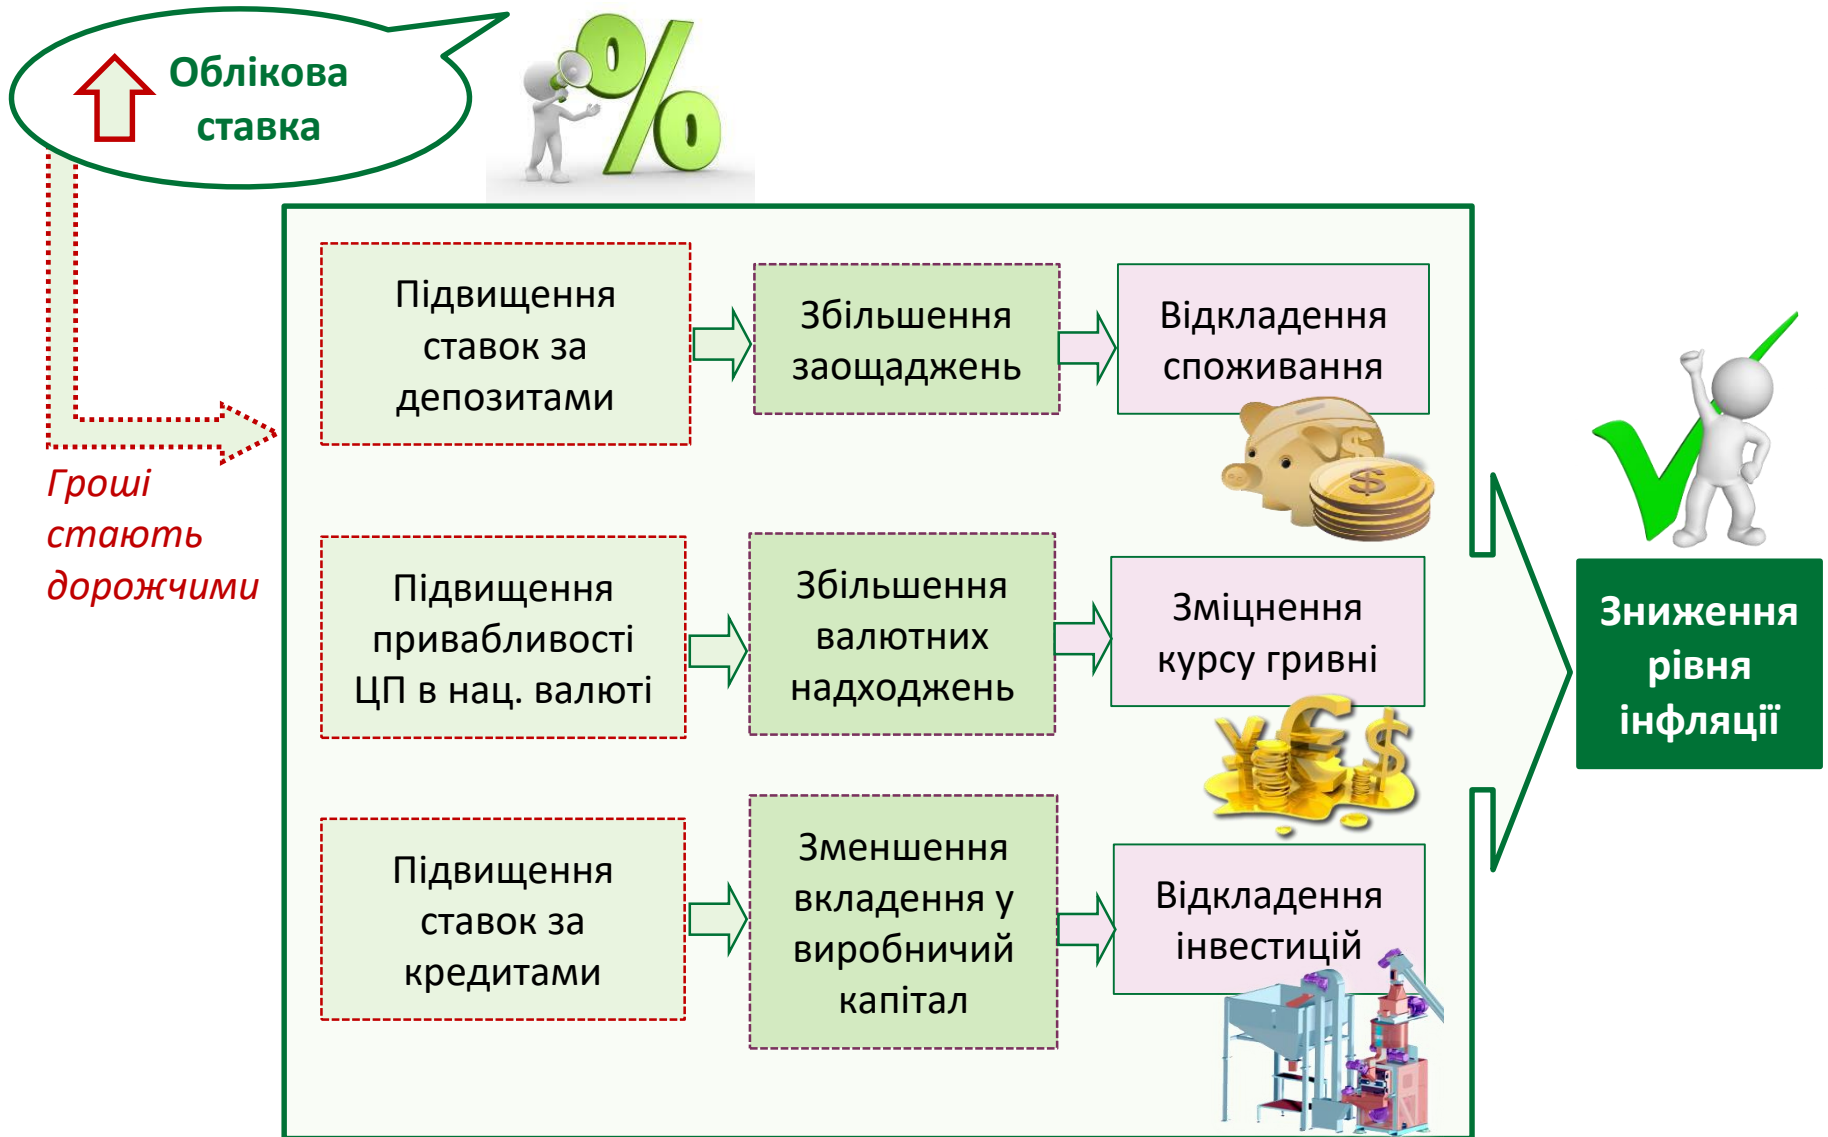 Облікова
ставка
Гроші
стають
дорожчими
Підвищення
ставок за
депозитами
Збільшення
заощаджень
Відкладення
споживання
Підвищення
привабливості
ЦП в нац. валюті
Збільшення
валютних
надходжень
Зміцнення
курсу гривні
Підвищення
ставок за
кредитами
Зменшення
вкладення у
виробничий
капітал
Відкладення
інвестицій
Зниження
рівня
інфляції